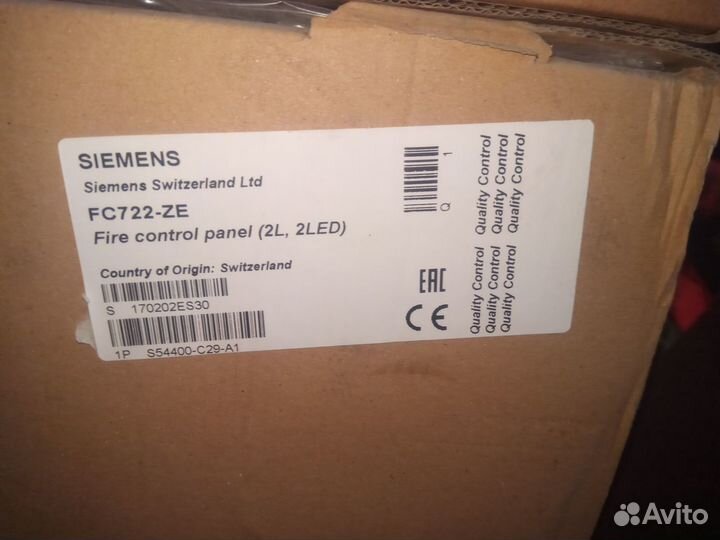 SIEMENS
Siemens Switzerland Ltd
FC722-ZE
Fire control panel (2L, 2LED)
Country of Origin: Switzerland
S 170202ES30
1P S54400-C29-A1
Q 1
EAC
CE
Quality Control Quality Control
Quality Control Quality Control
Quality Control Quality Control
Avito